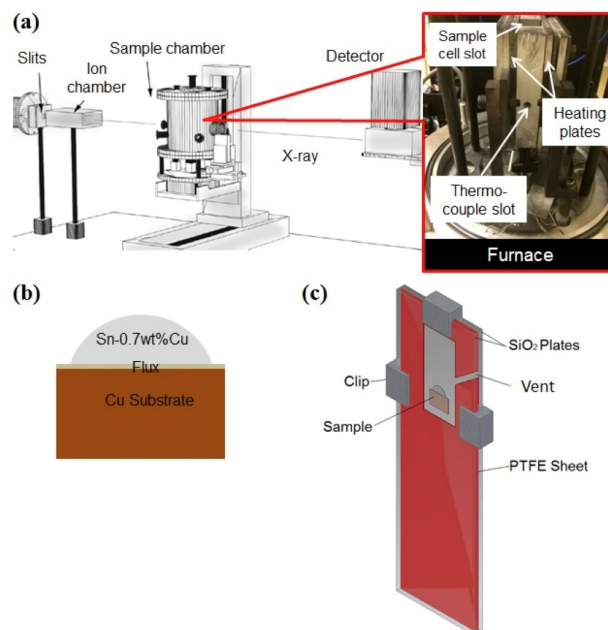 (a)
Slits
Ion
chamber
Sample chamber
Detector
X-ray
Sample
cell slot
Heating
plates
Thermo-
couple slot
Furnace
(b)
Sn-0.7wt%Cu
Flux
Cu Substrate
(c)
SiO₂ Plates
Clip
Vent
Sample
PTFE Sheet